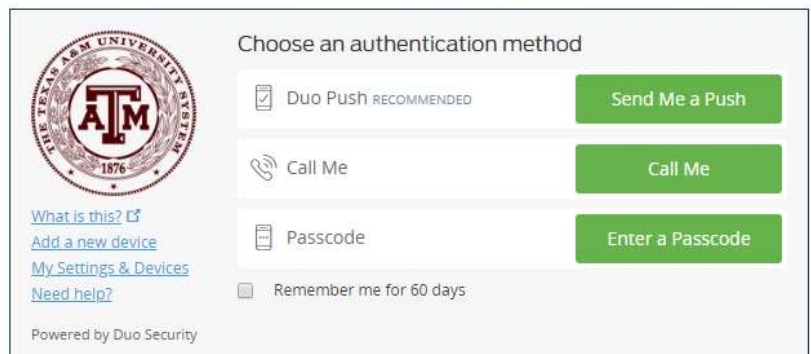 THE TEXAS A&M UNIVERSITY SYSTEM
ATM
1876
What is this?
Add a new device
My Settings & Devices
Need help?
Powered by Duo Security
Choose an authentication method
Duo Push RECOMMENDED
Send Me a Push
Call Me
Call Me
Passcode
Enter a Passcode
Remember me for 60 days